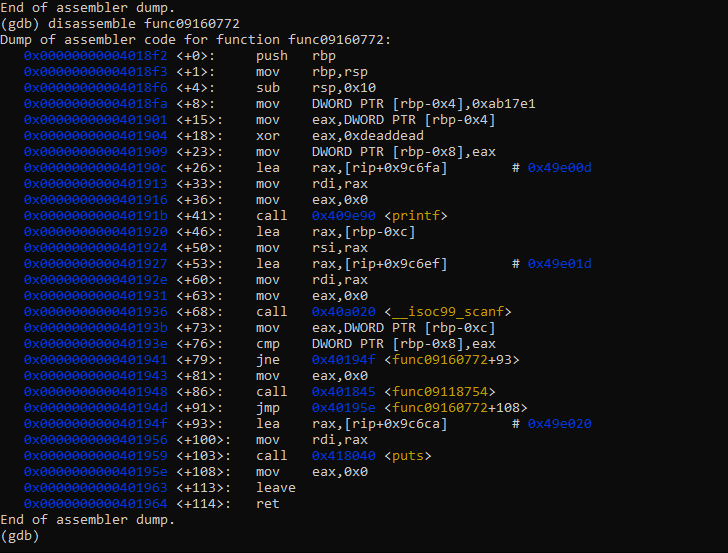 End of assembler dump.
(gdb) disassemble func09160772
Dump of assembler code for function func09160772:
   0x00000000004018f2 <+0>:     push   rbp
   0x00000000004018f3 <+1>:     mov    rbp,rsp
   0x00000000004018f6 <+4>:     sub    rsp,0x10
   0x00000000004018fa <+8>:     mov    DWORD PTR [rbp-0x4],0xab17e1
   0x0000000000401901 <+15>:    mov    eax,DWORD PTR [rbp-0x4]
   0x0000000000401904 <+18>:    xor    eax,0xdeaddead
   0x0000000000401909 <+23>:    mov    DWORD PTR [rbp-0x8],eax
   0x000000000040190c <+26>:    lea    rax,[rip+0x9c6fa]        # 0x49e00d
   0x0000000000401913 <+33>:    mov    rdi,rax
   0x0000000000401916 <+36>:    mov    eax,0x0
   0x000000000040191b <+41>:    call   0x409e90 <printf>
   0x0000000000401920 <+46>:    lea    rax,[rbp-0xc]
   0x0000000000401924 <+50>:    mov    rsi,rax
   0x0000000000401927 <+53>:    lea    rax,[rip+0x9c6ef]        # 0x49e01d
   0x000000000040192e <+60>:    mov    rdi,rax
   0x0000000000401931 <+63>:    mov    eax,0x0
   0x0000000000401936 <+68>:    call   0x40a020 <__isoc99_scanf>
   0x000000000040193b <+73>:    mov    eax,DWORD PTR [rbp-0xc]
   0x000000000040193e <+76>:    cmp    DWORD PTR [rbp-0x8],eax
   0x0000000000401941 <+79>:    jne    0x40194f <func09160772+93>
   0x0000000000401943 <+81>:    mov    eax,0x0
   0x0000000000401948 <+86>:    call   0x401845 <func09118754>
   0x000000000040194d <+91>:    jmp    0x40195e <func09160772+108>
   0x000000000040194f <+93>:    lea    rax,[rip+0x9c6ca]        # 0x49e020
   0x0000000000401956 <+100>:   mov    rdi,rax
   0x0000000000401959 <+103>:   call   0x418040 <puts>
   0x000000000040195e <+108>:   mov    eax,0x0
   0x0000000000401963 <+113>:   leave
   0x0000000000401964 <+114>:   ret
End of assembler dump.
(gdb)